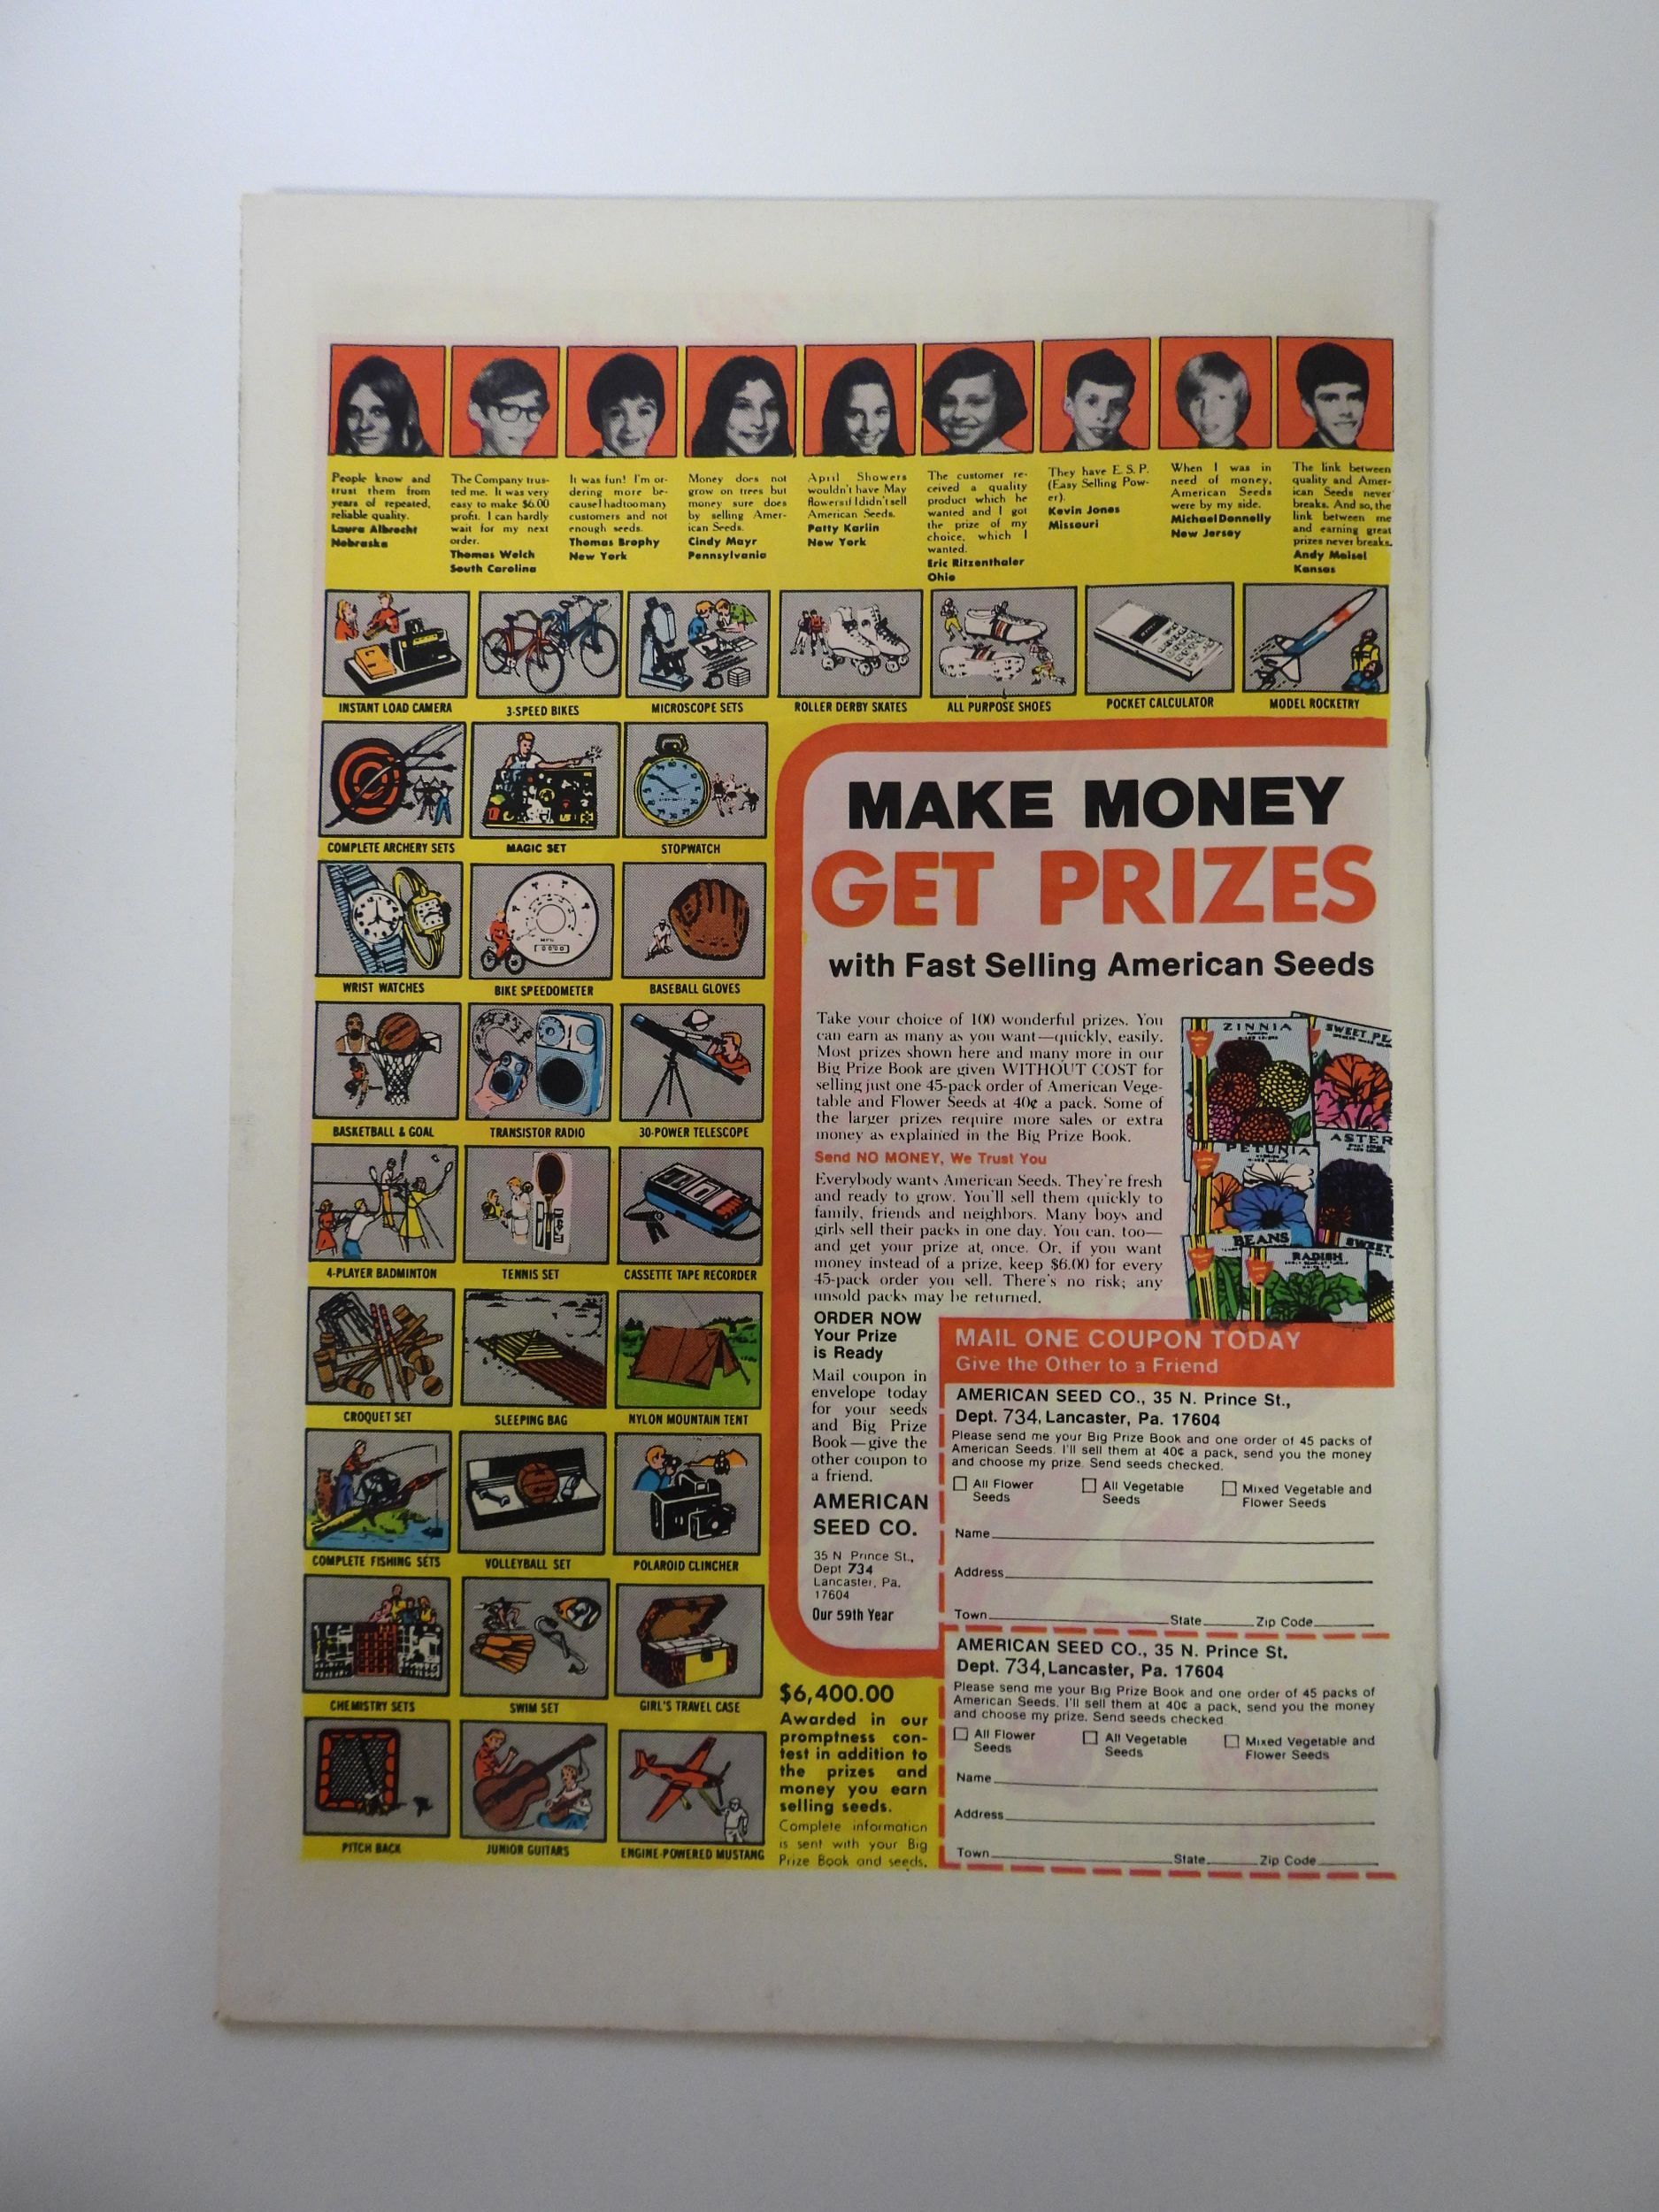 People know and
trust them from
years of repeated,
reliable quality.
Laura Albrecht
Nebraska
The Company trus-
ted me. It was very
easy to make $6.00
profit. I can hardly
wait for my next
order.
Thomas Welch
South Carolina
It was fun! I'm or-
dering more be-
cause I had too many
customers and not
enough seeds.
Thomas Brophy
New York
Money does not
grow on trees but
money sure does
by selling Amer-
ican Seeds.
Cindy Mayr
Pennsylvania
April Showers
wouldn't have May
flowers if I didn't sell
American Seeds.
Patty Karlin
New York
The customer re-
ceived a quality
product which he
wanted and I got
the prize of my
choice, which I
wanted.
Eric Ritzenthaler
Ohio
They have E. S. P.
(Easy Selling Pow-
er).
Kevin Jones
Missouri
When I was in
need of money,
American Seeds
were by my side.
Michael Donnelly
New Jersey
The link between
quality and Amer-
ican Seeds never
breaks. And so, the
link between me
and earning great
prizes never breaks.
Andy Maisel
Kansas
INSTANT LOAD CAMERA
3-SPEED BIKES
MICROSCOPE SETS
ROLLER DERBY SKATES
ALL PURPOSE SHOES
POCKET CALCULATOR
MODEL ROCKETRY
COMPLETE ARCHERY SETS
MAGIC SET
STOPWATCH
WRIST WATCHES
BIKE SPEEDOMETER
BASEBALL GLOVES
BASKETBALL & GOAL
TRANSISTOR RADIO
30-POWER TELESCOPE
4-PLAYER BADMINTON
TENNIS SET
CASSETTE TAPE RECORDER
CROQUET SET
SLEEPING BAG
NYLON MOUNTAIN TENT
COMPLETE FISHING SETS
VOLLEYBALL SET
POLAROID CLINCHER
CHEMISTRY SETS
SWIM SET
GIRL'S TRAVEL CASE
PITCH BACK
JUNIOR GUITARS
ENGINE-POWERED MUSTANG
MAKE MONEY
GET PRIZES
with Fast Selling American Seeds
Take your choice of 100 wonderful prizes. You
can earn as many as you want—quickly, easily.
Most prizes shown here and many more in our
Big Prize Book are given WITHOUT COST for
selling just one 45-pack order of American Vege-
table and Flower Seeds at 40¢ a pack. Some of
the larger prizes require more sales or extra
money as explained in the Big Prize Book.
Send NO MONEY, We Trust You
Everybody wants American Seeds. They're fresh
and ready to grow. You'll sell them quickly to
family, friends and neighbors. Many boys and
girls sell their packs in one day. You can, too—
and get your prize at once. Or, if you want
money instead of a prize, keep $6.00 for every
45-pack order you sell. There's no risk; any
unsold packs may be returned.
ZINNIA
SWEET PE
ASTER
PETUNIA
BEANS
RADISH
SWEET
ORDER NOW
Your Prize
is Ready
Mail coupon in
envelope today
for your seeds
and Big Prize
Book—give the
other coupon to
a friend.
AMERICAN
SEED CO.
35 N Prince St.,
Dept 734
Lancaster, Pa.
17604
Our 59th Year
$6,400.00
Awarded in our
promptness con-
test in addition to
the prizes and
money you earn
selling seeds.
Complete information
is sent with your Big
Prize Book and seeds.
MAIL ONE COUPON TODAY
Give the Other to a Friend
AMERICAN SEED CO., 35 N. Prince St.,
Dept. 734, Lancaster, Pa. 17604
Please send me your Big Prize Book and one order of 45 packs of
American Seeds. I'll sell them at 40¢ a pack, send you the money
and choose my prize. Send seeds checked.
All Flower
Seeds
All Vegetable
Seeds
Mixed Vegetable and
Flower Seeds
Name
Address
Town State Zip Code
AMERICAN SEED CO., 35 N. Prince St.
Dept. 734, Lancaster, Pa. 17604
Please send me your Big Prize Book and one order of 45 packs of
American Seeds. I'll sell them at 40¢ a pack, send you the money
and choose my prize. Send seeds checked
All Flower
Seeds
All Vegetable
Seeds
Mixed Vegetable and
Flower Seeds
Name
Address
Town State Zip Code